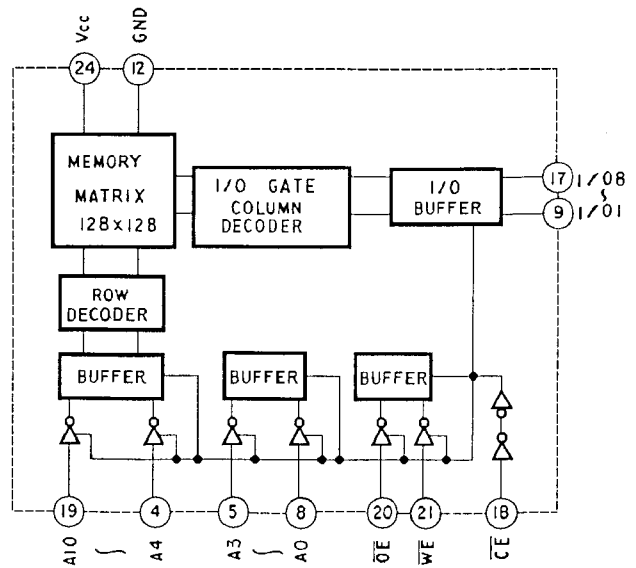 Vcc
GND
24
12
MEMORY
MATRIX
128x128
I/O GATE
COLUMN
DECODER
I/O
BUFFER
17
I/O8
9
I/O1
ROW
DECODER
BUFFER
BUFFER
BUFFER
19
4
5
8
20
21
18
A10
A4
A3
A0
OE
WE
CE